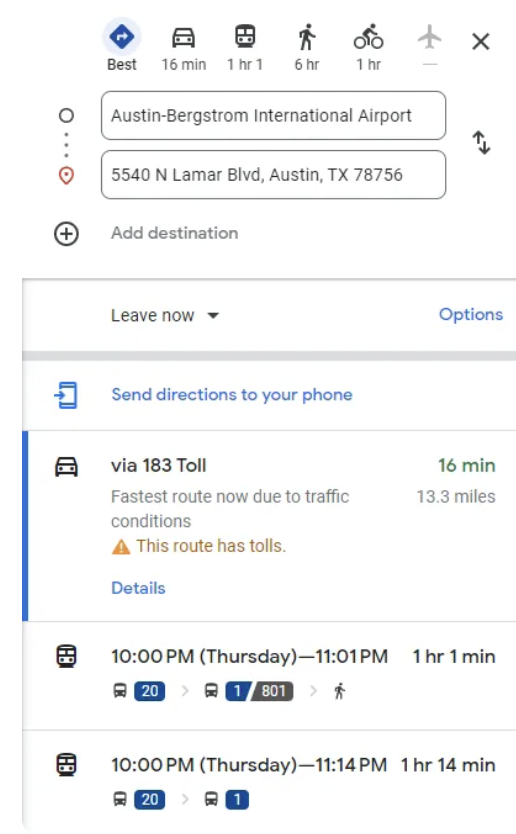 Best
16 min
1 hr 1
6 hr
1 hr
—
Austin-Bergstrom International Airport
5540 N Lamar Blvd, Austin, TX 78756
Add destination
Leave now
Options
Send directions to your phone
via 183 Toll
16 min
Fastest route now due to traffic
13.3 miles
conditions
This route has tolls.
Details
10:00 PM (Thursday)—11:01 PM
1 hr 1 min
20 > 1/801 >
10:00 PM (Thursday)—11:14 PM
1 hr 14 min
20 > 1